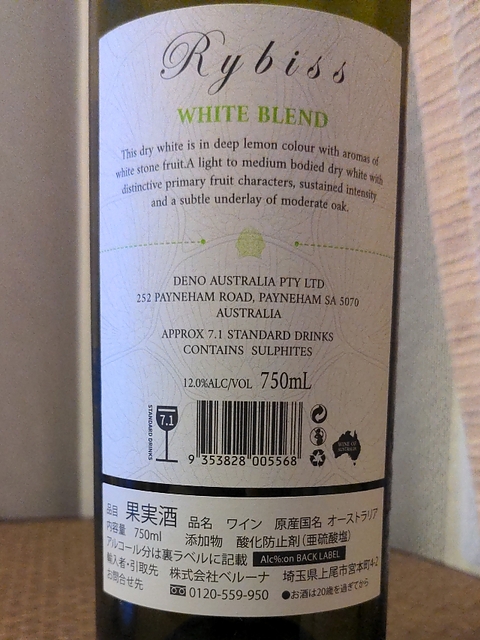 Rybiss
WHITE BLEND
This dry white is in deep lemon colour with aromas of
white stone fruit.A light to medium bodied dry white with
distinctive primary fruit characters, sustained intensity
and a subtle underlay of moderate oak.
DENO AUSTRALIA PTY LTD
252 PAYNEHAM ROAD, PAYNEHAM SA 5070
AUSTRALIA
APPROX 7.1 STANDARD DRINKS
CONTAINS SULPHITES
12.0%ALC/VOL 750mL
STANDARD DRINKS
7.1
9 353828 005568
WINE OF
AUSTRALIA
品目 果実酒 品名 ワイン 原産国名 オーストラリア
内容量 750ml 添加物 酸化防止剤(亜硫酸塩)
アルコール分は裏ラベルに記載 Alc%:on BACK LABEL
輸入者・引取先 株式会社ベルーナ 埼玉県上尾市宮本町4-2
お問合せ先 0120-559-950 ●お酒は20歳を過ぎてから